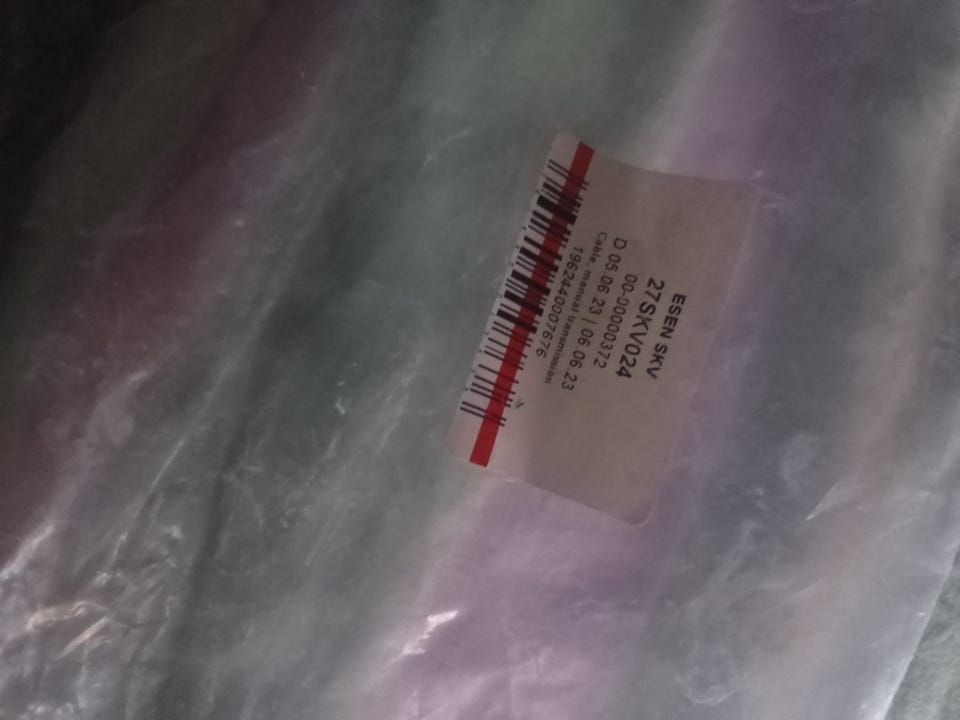 ESEN SKV
27SKV024
00-00000372
D 05.06.23 | 06.06.23
Cable, manual transmission
1962440007676